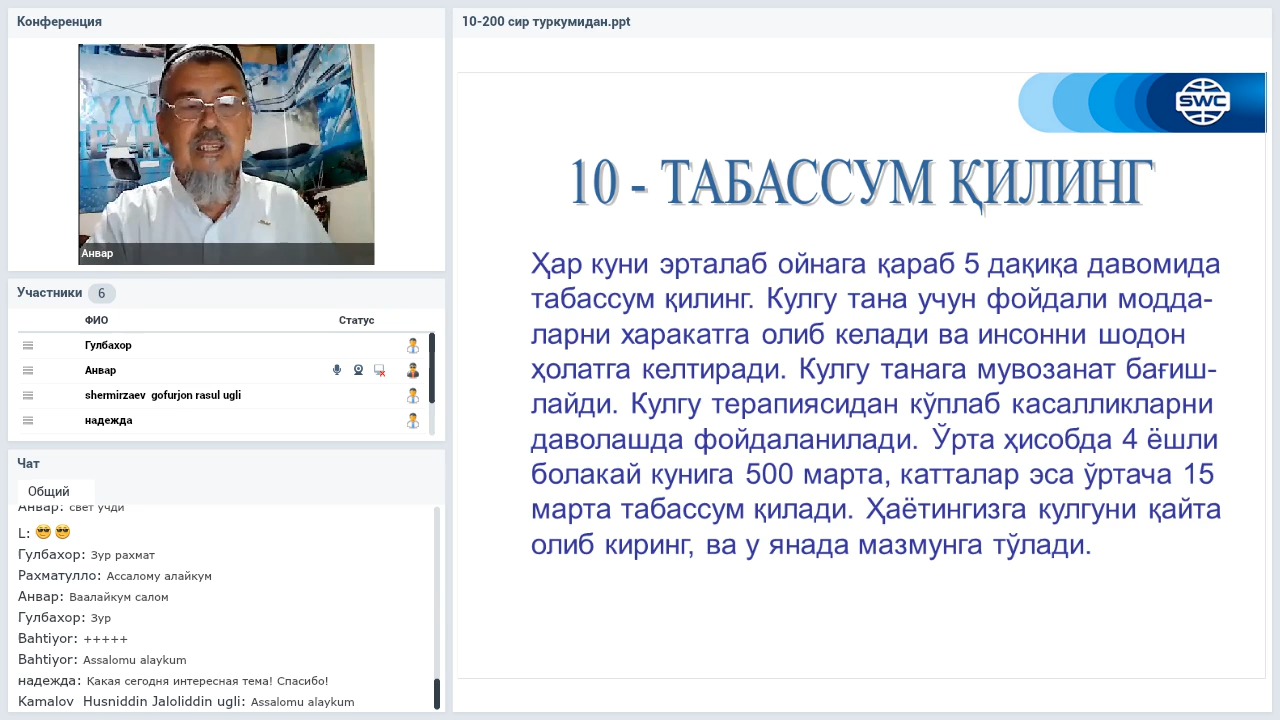 Конференция
Анвар
Участники 6
ФИО Статус
Гулбахор
Анвар
shermirzaev gofurjon rasul ugli
надежда
Чат
Общий
Анвар: свет учди
L:
Гулбахор: Зур рахмат
Рахматулло: Ассалому алайкум
Анвар: Ваалайкум салом
Гулбахор: Зур
Bahtiyor: +++++
Bahtiyor: Assalomu alaykum
надежда: Какая сегодня интересная тема! Спасибо!
Kamalov Husniddin Jaloliddin ugli: Assalomu alaykum
10-200 сир туркумидан.ppt
SWC
10 - ТАБАССУМ ҚИЛИНГ
Ҳар куни эрталаб ойнага қараб 5 дақиқа давомида
табассум қилинг. Кулгу тана учун фойдали модда-
ларни харакатга олиб келади ва инсонни шодон
ҳолатга келтиради. Кулгу танага мувозанат бағиш-
лайди. Кулгу терапиясидан кўплаб касалликларни
даволашда фойдаланилади. Ўрта ҳисобда 4 ёшли
болакай кунига 500 марта, катталар эса ўртача 15
марта табассум қилади. Ҳаётингизга кулгуни қайта
олиб киринг, ва у янада мазмунга тўлади.